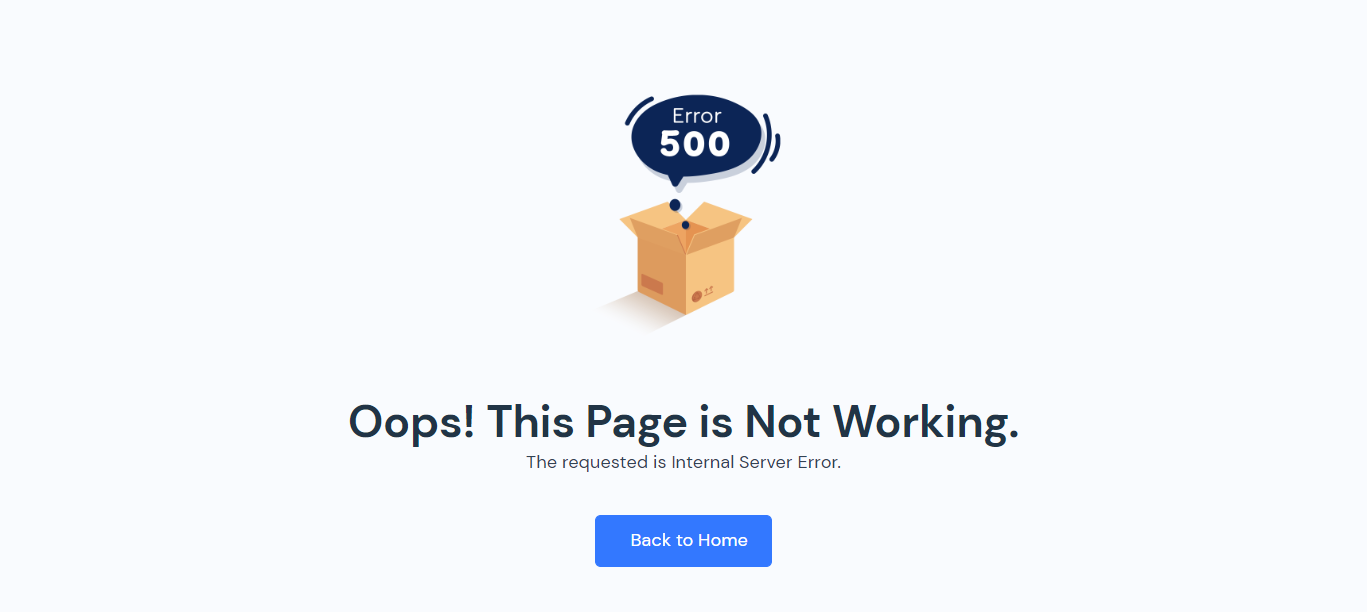 Error
500
Oops! This Page is Not Working.
The requested is Internal Server Error.
Back to Home